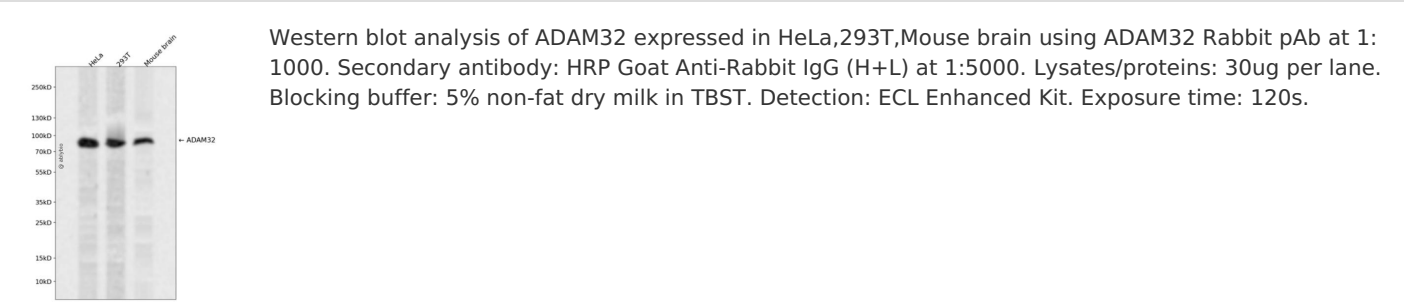 HeLa
293T
Mouse brain
250kD
130kD
100kD
70kD
55kD
35kD
25kD
15kD
10kD
← ADAM32
Western blot analysis of ADAM32 expressed in HeLa,293T,Mouse brain using ADAM32 Rabbit pAb at 1:
1000. Secondary antibody: HRP Goat Anti-Rabbit IgG (H+L) at 1:5000. Lysates/proteins: 30ug per lane.
Blocking buffer: 5% non-fat dry milk in TBST. Detection: ECL Enhanced Kit. Exposure time: 120s.